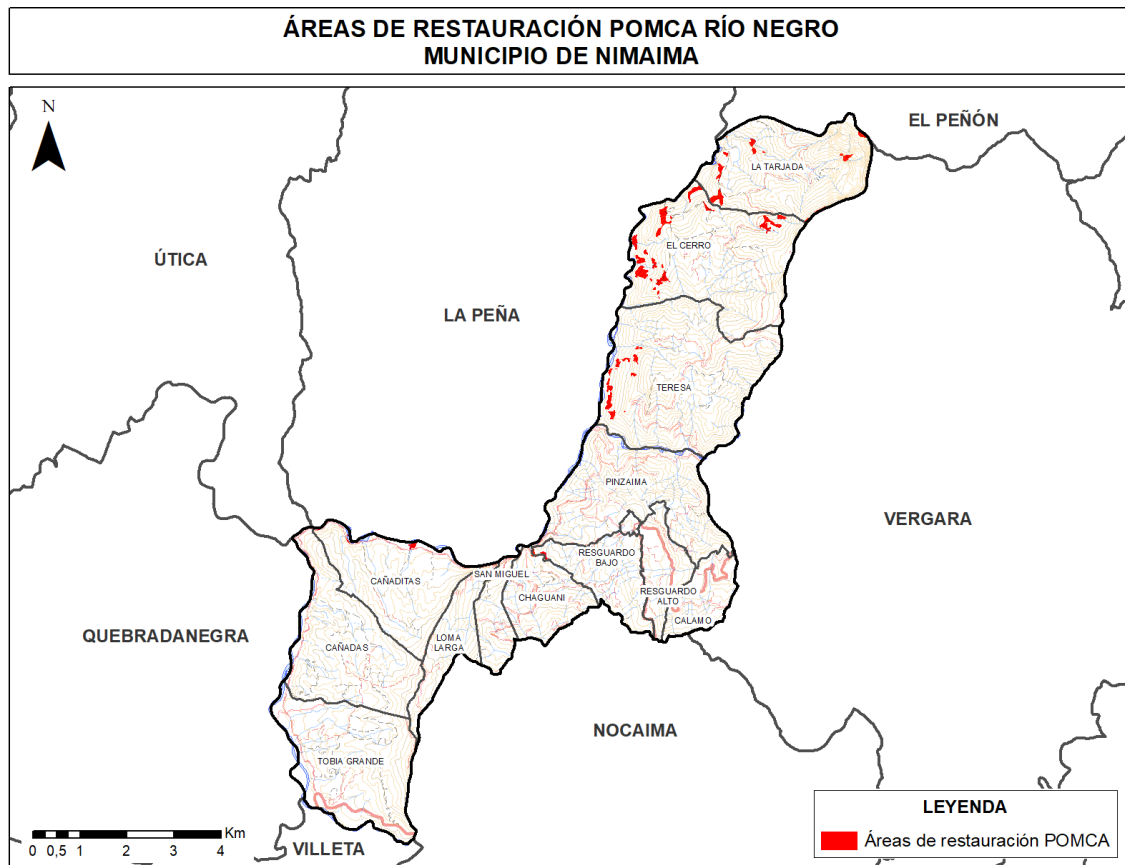 ÁREAS DE RESTAURACIÓN POMCA RÍO NEGRO
MUNICIPIO DE NIMAIMA
N
EL PEÑÓN
LA TARJADA
EL CERRO
ÚTICA
LA PEÑA
TERESA
PINZAIMA
VERGARA
RESGUARDO
BAJO
SAN MIGUEL
CAÑADITAS
CHAGUANI
RESGUARDO
ALTO
CALAMO
QUEBRADANEGRA
CAÑADAS
LOMA
LARGA
NOCAIMA
TOBIA GRANDE
LEYENDA
Áreas de restauración POMCA
Km
0 0,5 1 2 3 4
VILLETA